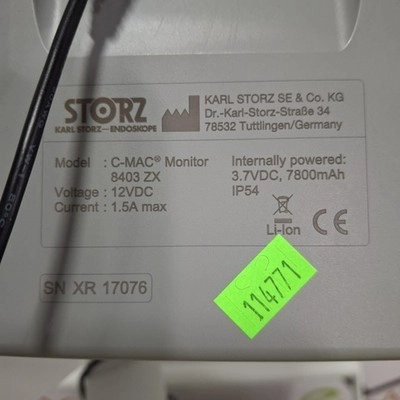 STORZ
KARL STORZ—ENDOSKOPE
KARL STORZ SE & Co. KG
Dr.-Karl-Storz-Straße 34
78532 Tuttlingen/Germany
Model : C-MAC® Monitor
8403 ZX
Voltage : 12VDC
Current : 1.5A max
Internally powered:
3.7VDC, 7800mAh
IP54
Li-Ion
CE
SN XR 17076
114771